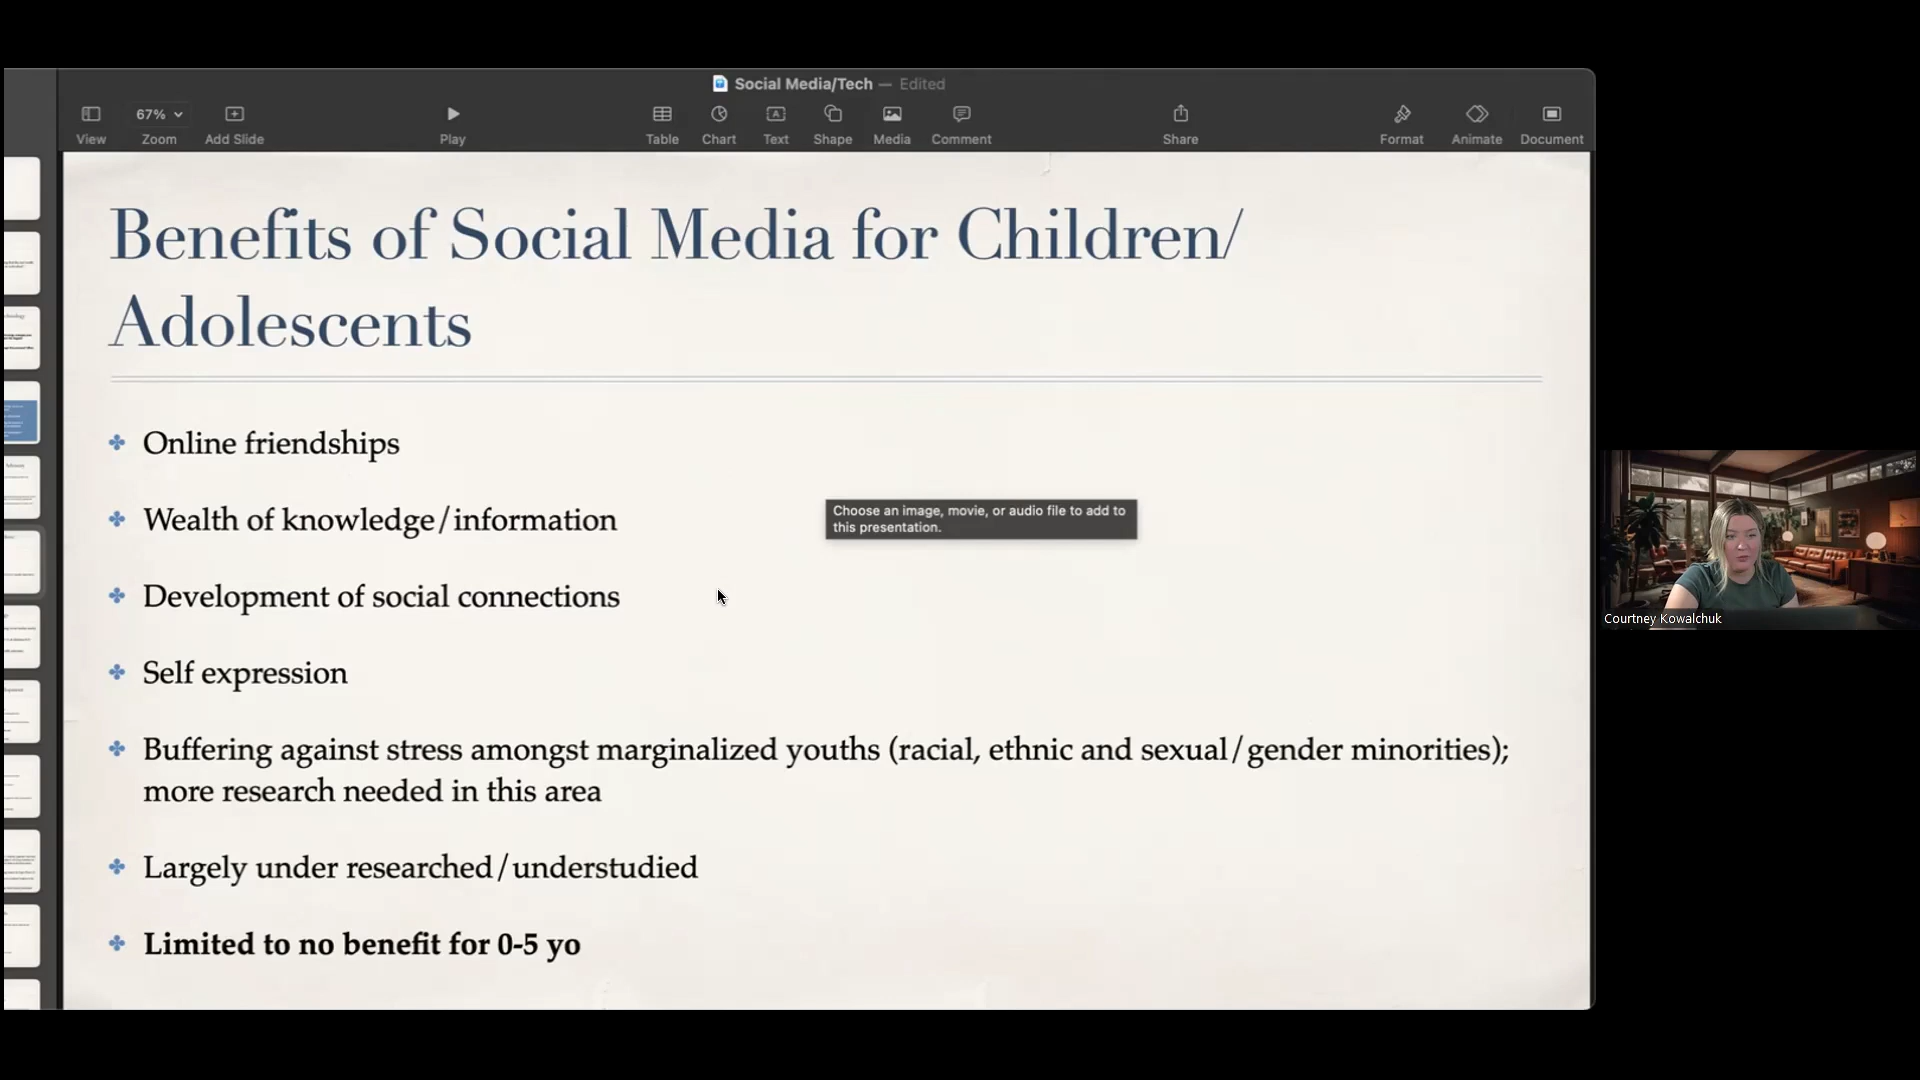 Social Media/Tech — Edited
67%
View Zoom Add Slide Play Table Chart Text Shape Media Comment Share Format Animate Document
Benefits of Social Media for Children/
Adolescents
Online friendships
Wealth of knowledge/information
Choose an image, movie, or audio file to add to
this presentation.
Development of social connections
Self expression
Buffering against stress amongst marginalized youths (racial, ethnic and sexual/gender minorities);
more research needed in this area
Largely under researched/understudied
Limited to no benefit for 0-5 yo
Courtney Kowalchuk